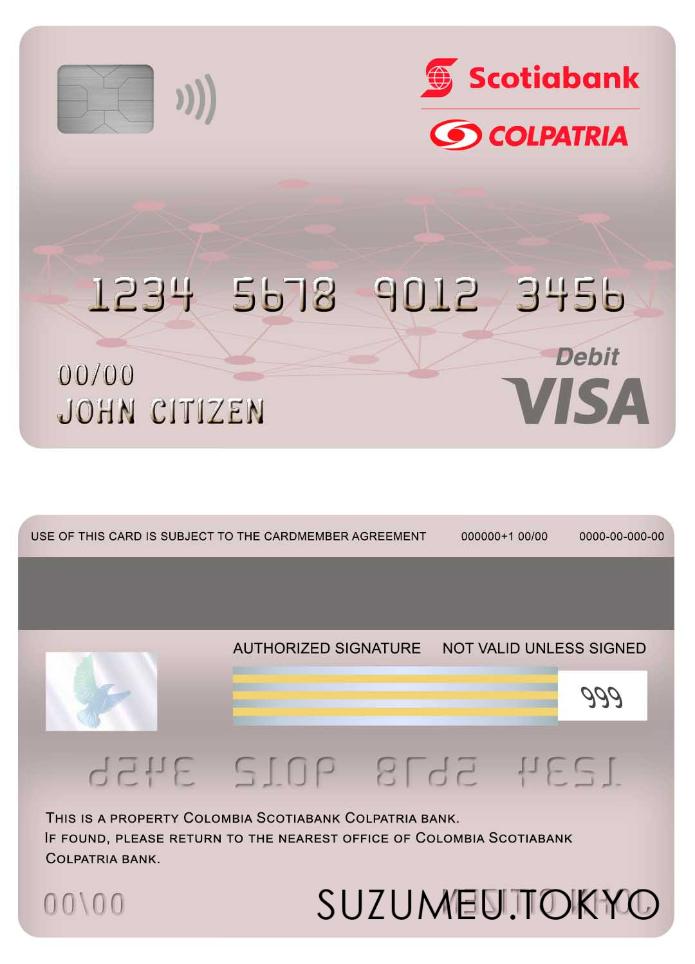 Scotiabank
COLPATRIA
1234 5678 9012 3456
00/00
Debit
JOHN CITIZEN
VISA
USE OF THIS CARD IS SUBJECT TO THE CARDMEMBER AGREEMENT 000000+1 00/00 0000-00-000-00
AUTHORIZED SIGNATURE NOT VALID UNLESS SIGNED
999
3456 9012 5678 1234
THIS IS A PROPERTY COLOMBIA SCOTIABANK COLPATRIA BANK.
IF FOUND, PLEASE RETURN TO THE NEAREST OFFICE OF COLOMBIA SCOTIABANK
COLPATRIA BANK.
00\00
JOHN CITIZEN
SUZUMEU.TOKYO